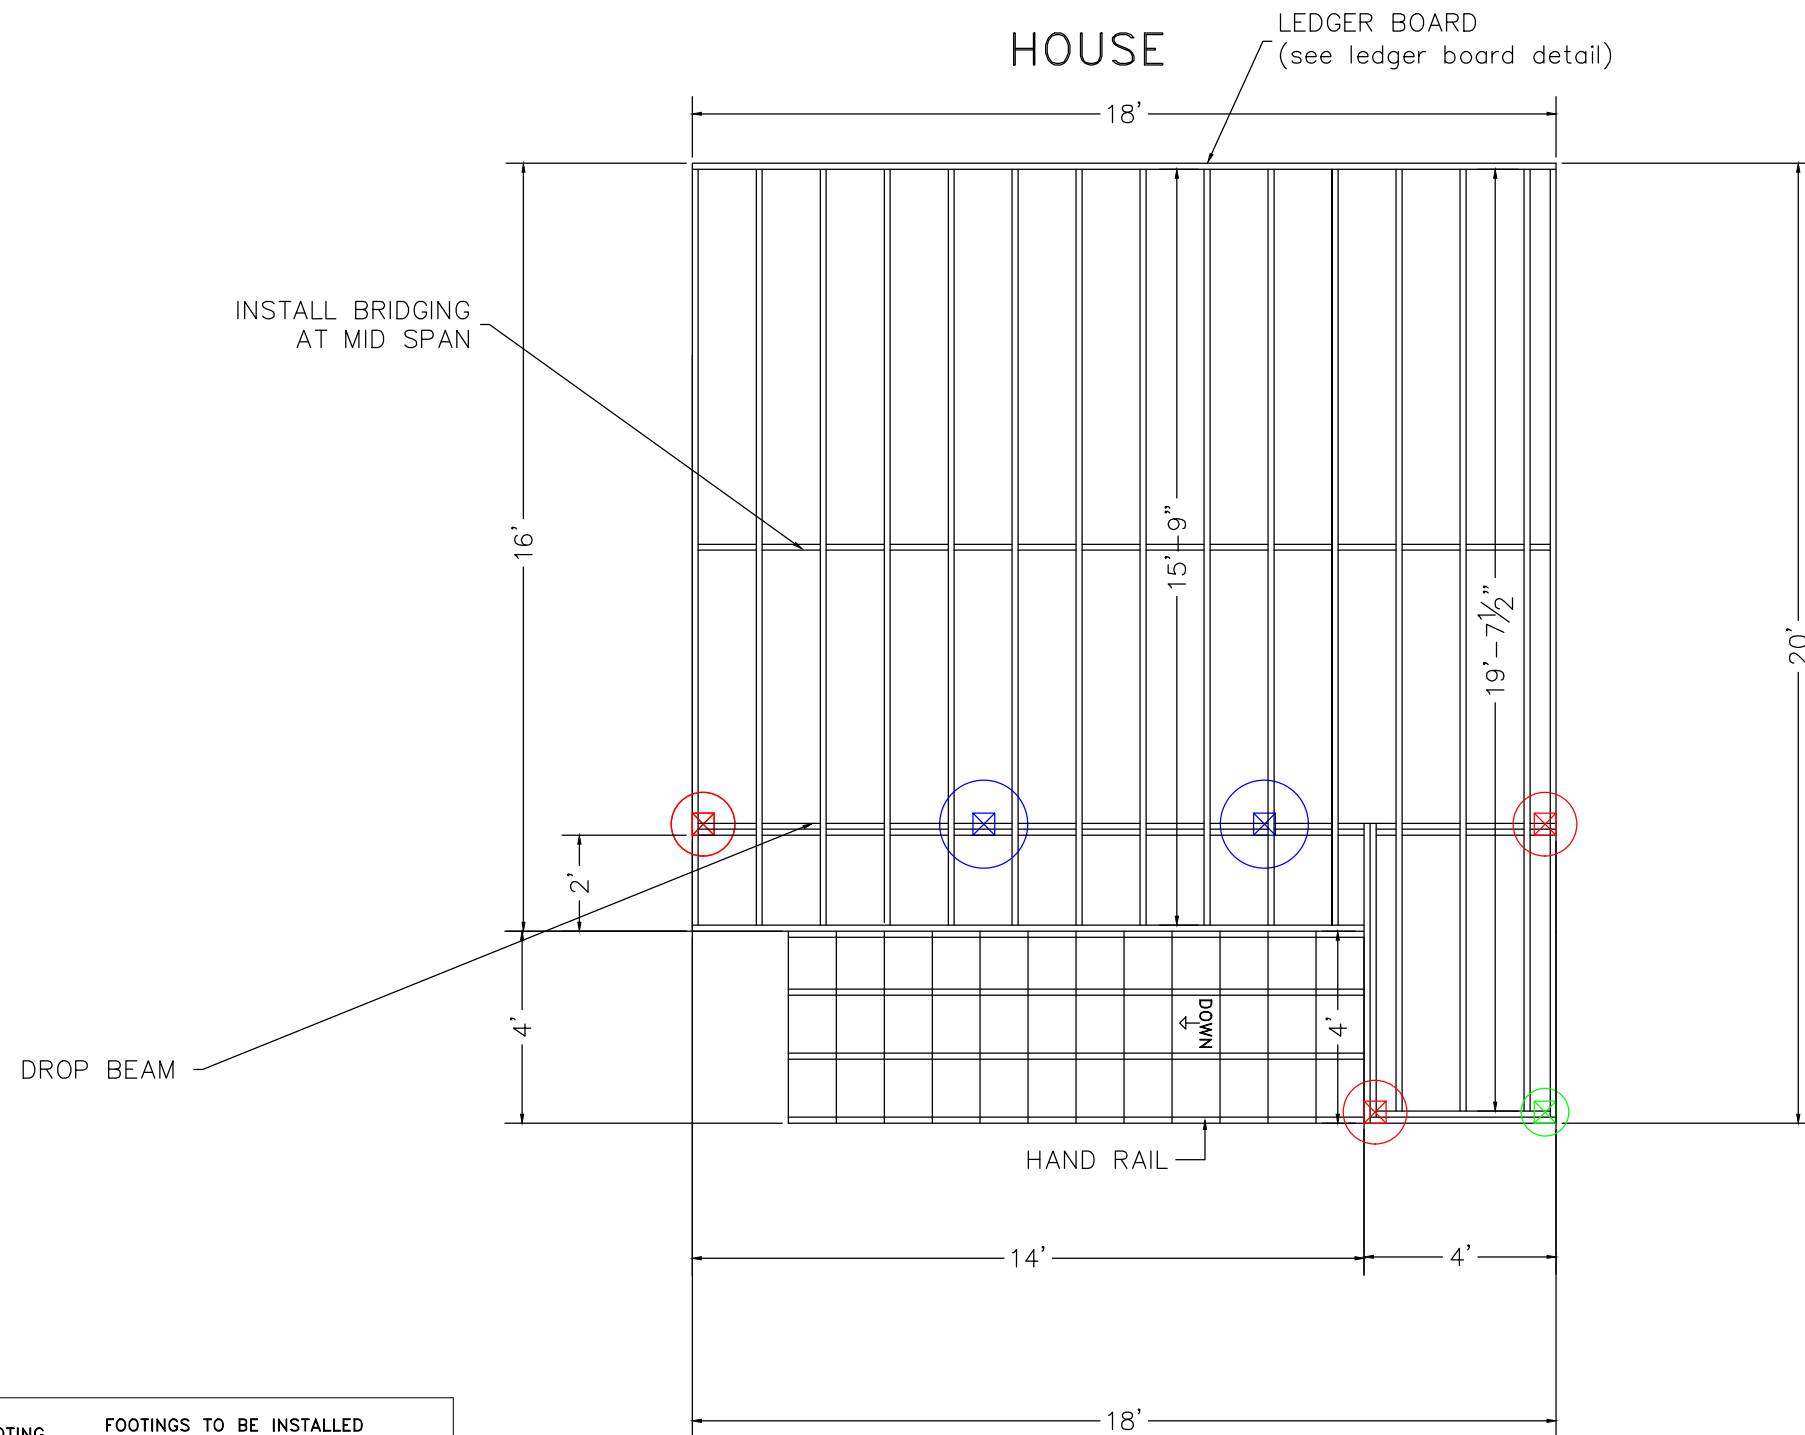 HOUSE
LEDGER BOARD
(see ledger board detail)
18'
INSTALL BRIDGING
AT MID SPAN
16'
15'-9"
19'-7½"
20'
2'
4'
DOWN
4'
DROP BEAM
HAND RAIL
14'
4'
18'
FOOTINGS TO BE INSTALLED